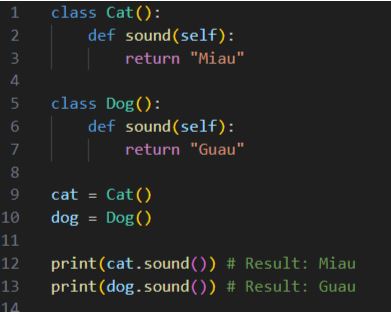 1 class Cat():
2     def sound(self):
3         return "Miau"
4
5 class Dog():
6     def sound(self):
7         return "Guau"
8
9 cat = Cat()
10 dog = Dog()
11
12 print(cat.sound()) # Result: Miau
13 print(dog.sound()) # Result: Guau
14